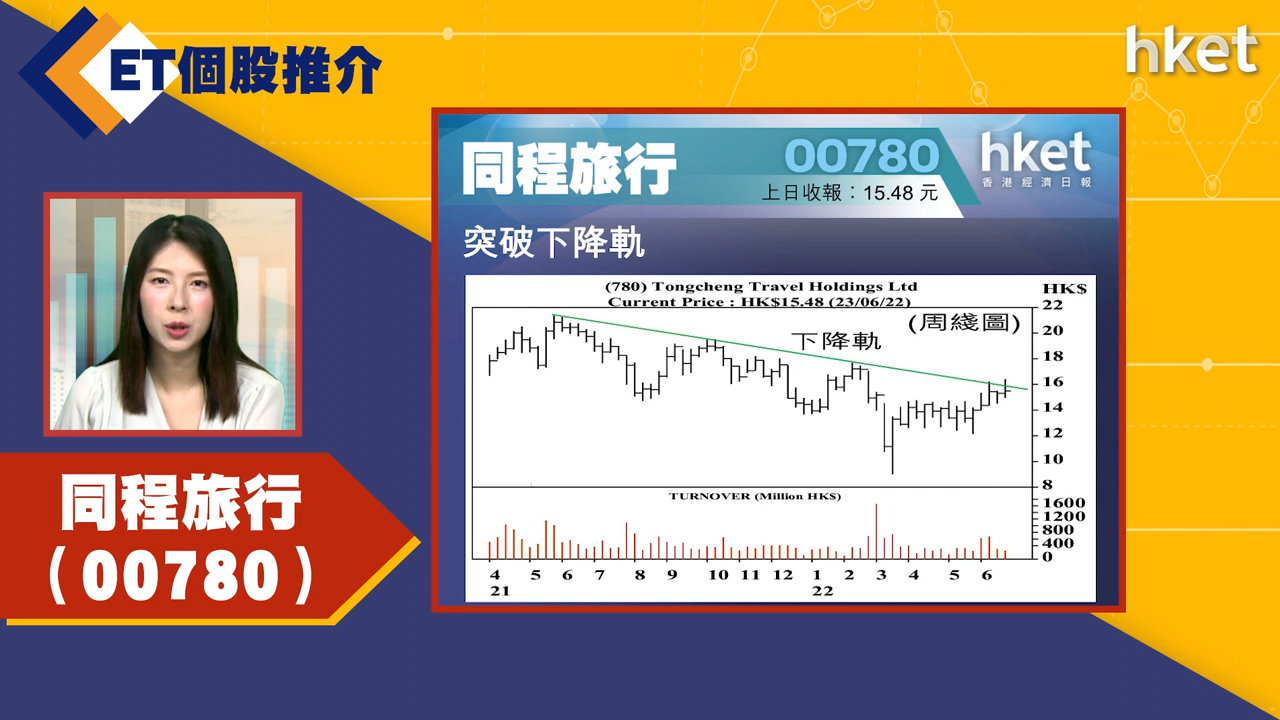 ET個股推介
hket
同程旅行
00780
hket
香港經濟日報
上日收報：15.48 元
突破下降軌
(780) Tongcheng Travel Holdings Ltd
Current Price : HK$15.48 (23/06/22)
HK$
22
(周綫圖)
下降軌
20
18
16
14
12
10
8
TURNOVER (Million HK$)
1600
1200
800
400
0
4 5 6 7 8 9 10 11 12 1 2 3 4 5 6
21 22
同程旅行
（00780）